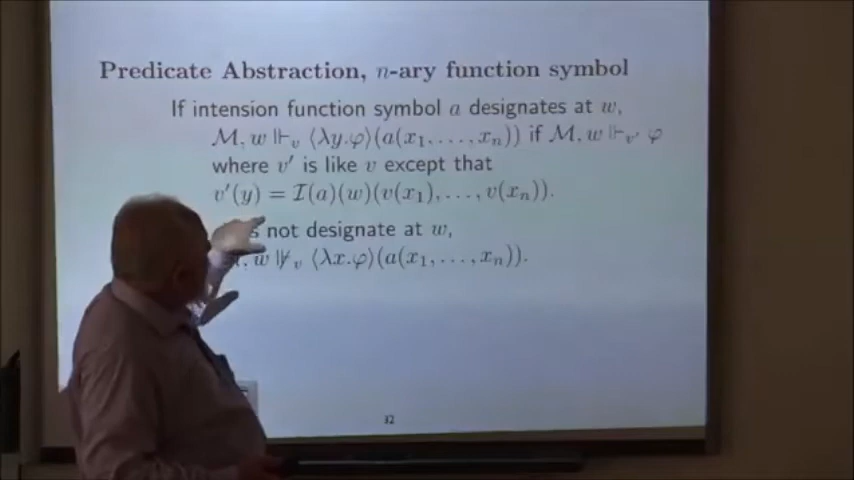 Predicate Abstraction, n-ary function symbol
If intension function symbol a designates at w,
M, w ⊩ᵥ ⟨λy.φ⟩(a(x₁, . . . , xₙ)) if M, w ⊩ᵥ′ φ
where v′ is like v except that
v′(y) = I(a)(w)(v(x₁), . . . , v(xₙ)).
not designate at w,
w ⊮ᵥ ⟨λx.φ⟩(a(x₁, . . . , xₙ)).